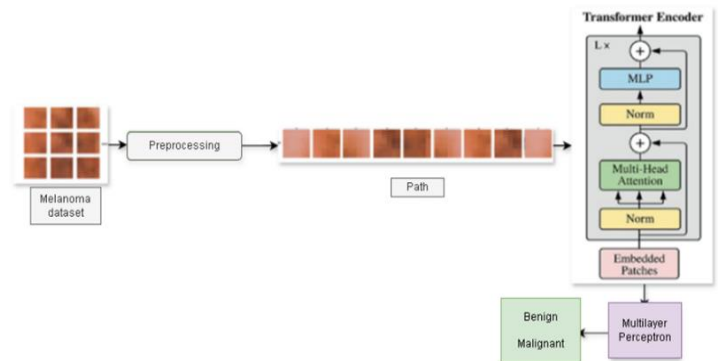 Transformer Encoder
L x
+
MLP
Norm
+
Multi-Head
Attention
Norm
Embedded
Patches
Preprocessing
Melanoma
dataset
Path
Benign
Malignant
Multilayer
Perceptron